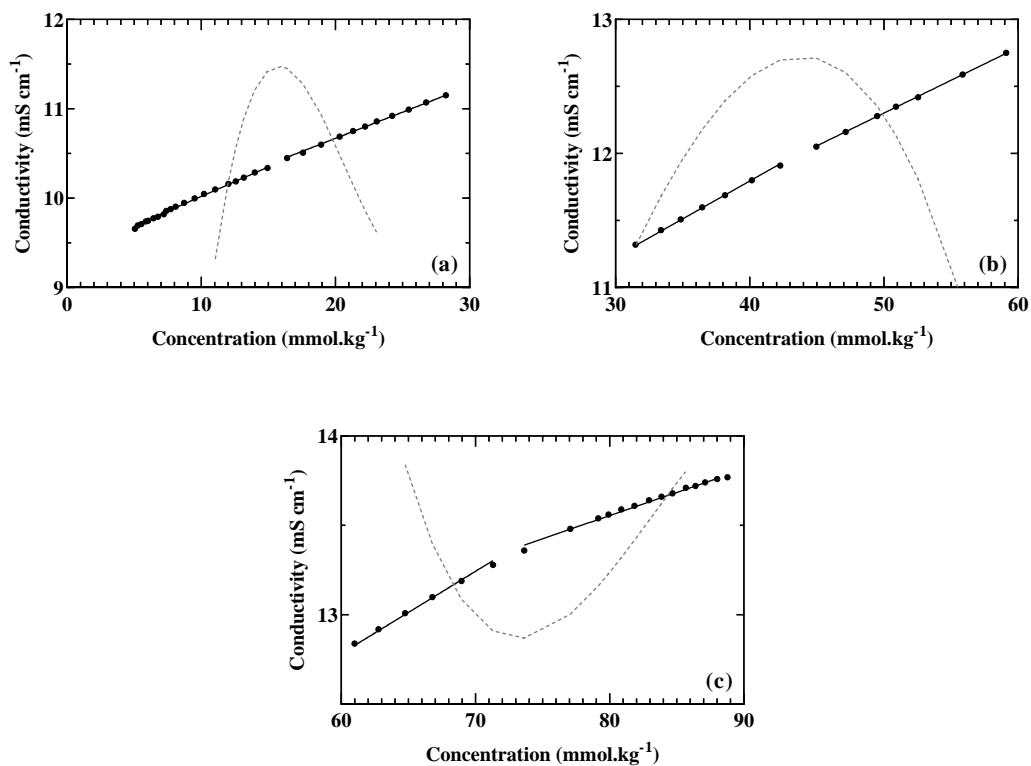 12
11
10
9
Conductivity (mS cm-1)
(a)
0 10 20 30
Concentration (mmol.kg-1)
13
12
11
Conductivity (mS cm-1)
(b)
30 40 50 60
Concentration (mmol.kg-1)
14
13
Conductivity (mS cm-1)
(c)
60 70 80 90
Concentration (mmol.kg-1)